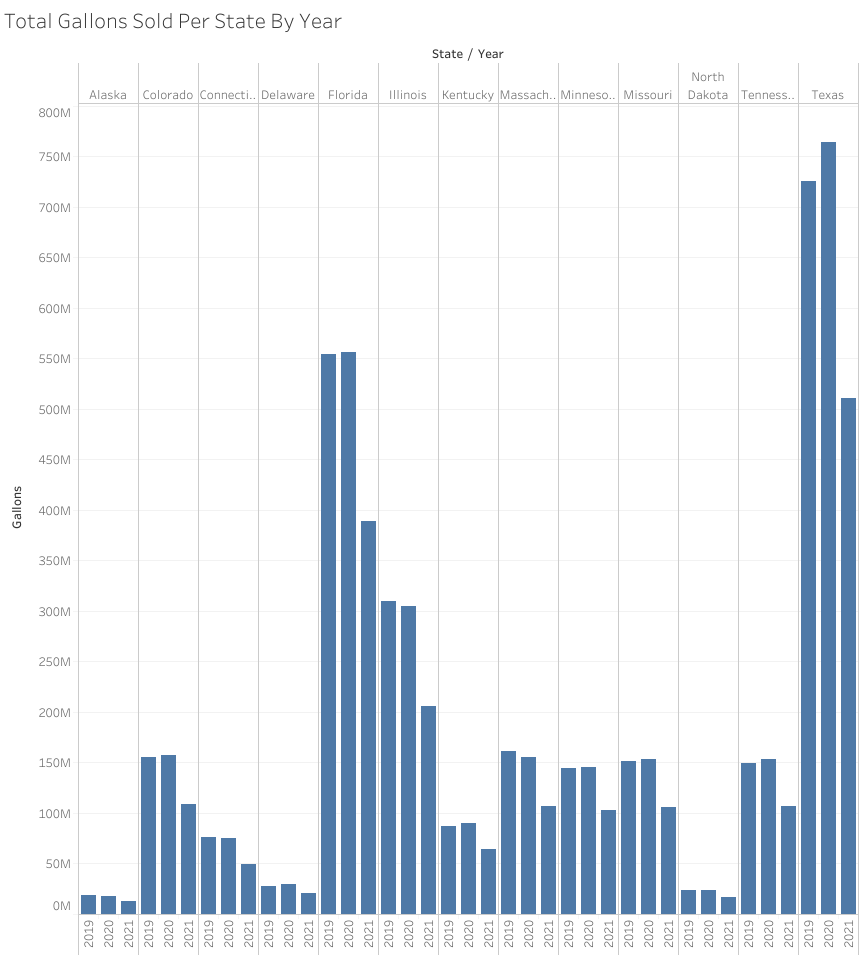 Total Gallons Sold Per State By Year
State / Year
Alaska Colorado Connecti.. Delaware Florida Illinois Kentucky Massach.. Minneso.. Missouri North Dakota Tenness.. Texas
800M
750M
700M
650M
600M
550M
500M
450M
400M
350M
300M
250M
200M
150M
100M
50M
0M
Gallons
2019 2020 2021 2019 2020 2021 2019 2020 2021 2019 2020 2021 2019 2020 2021 2019 2020 2021 2019 2020 2021 2019 2020 2021 2019 2020 2021 2019 2020 2021 2019 2020 2021 2019 2020 2021 2019 2020 2021